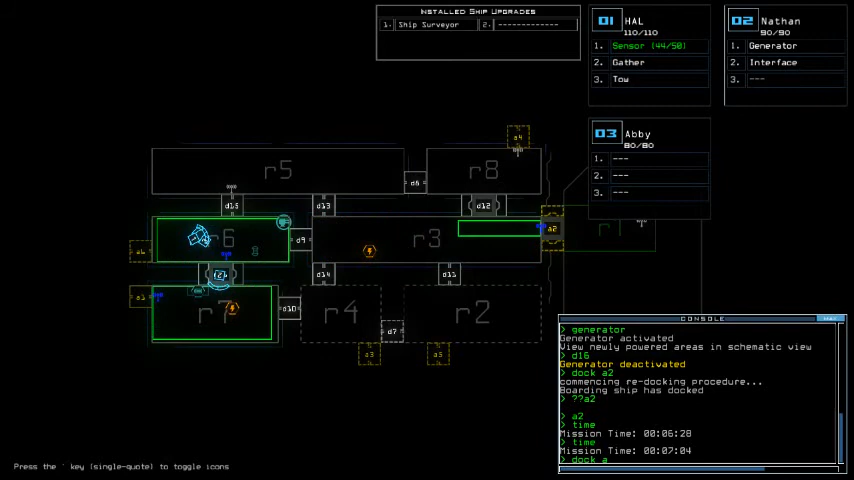 INSTALLED SHIP UPGRADES
1. Ship Surveyor 2. -------------
01 HAL
110/110
1. Sensor (44/50)
2. Gather
3. Tow
02 Nathan
90/90
1. Generator
2. Interface
3. ---
03 Abby
80/80
1. ---
2. ---
3. ---
a4
r5
d8
r8
d15
d13
d12
a2
r6
d9
r3
a6
d14
d11
a1
r7
d10
r4
r2
d7
a3
a5
CONSOLE
> generator
Generator activated
View newly powered areas in schematic view
> d16
Generator deactivated
> dock a2
commencing re-docking procedure...
Boarding ship has docked
> ??a2
> a2
> time
Mission Time: 00:06:28
> time
Mission Time: 00:07:04
> dock a
Press the ` key (single-quote) to toggle icons